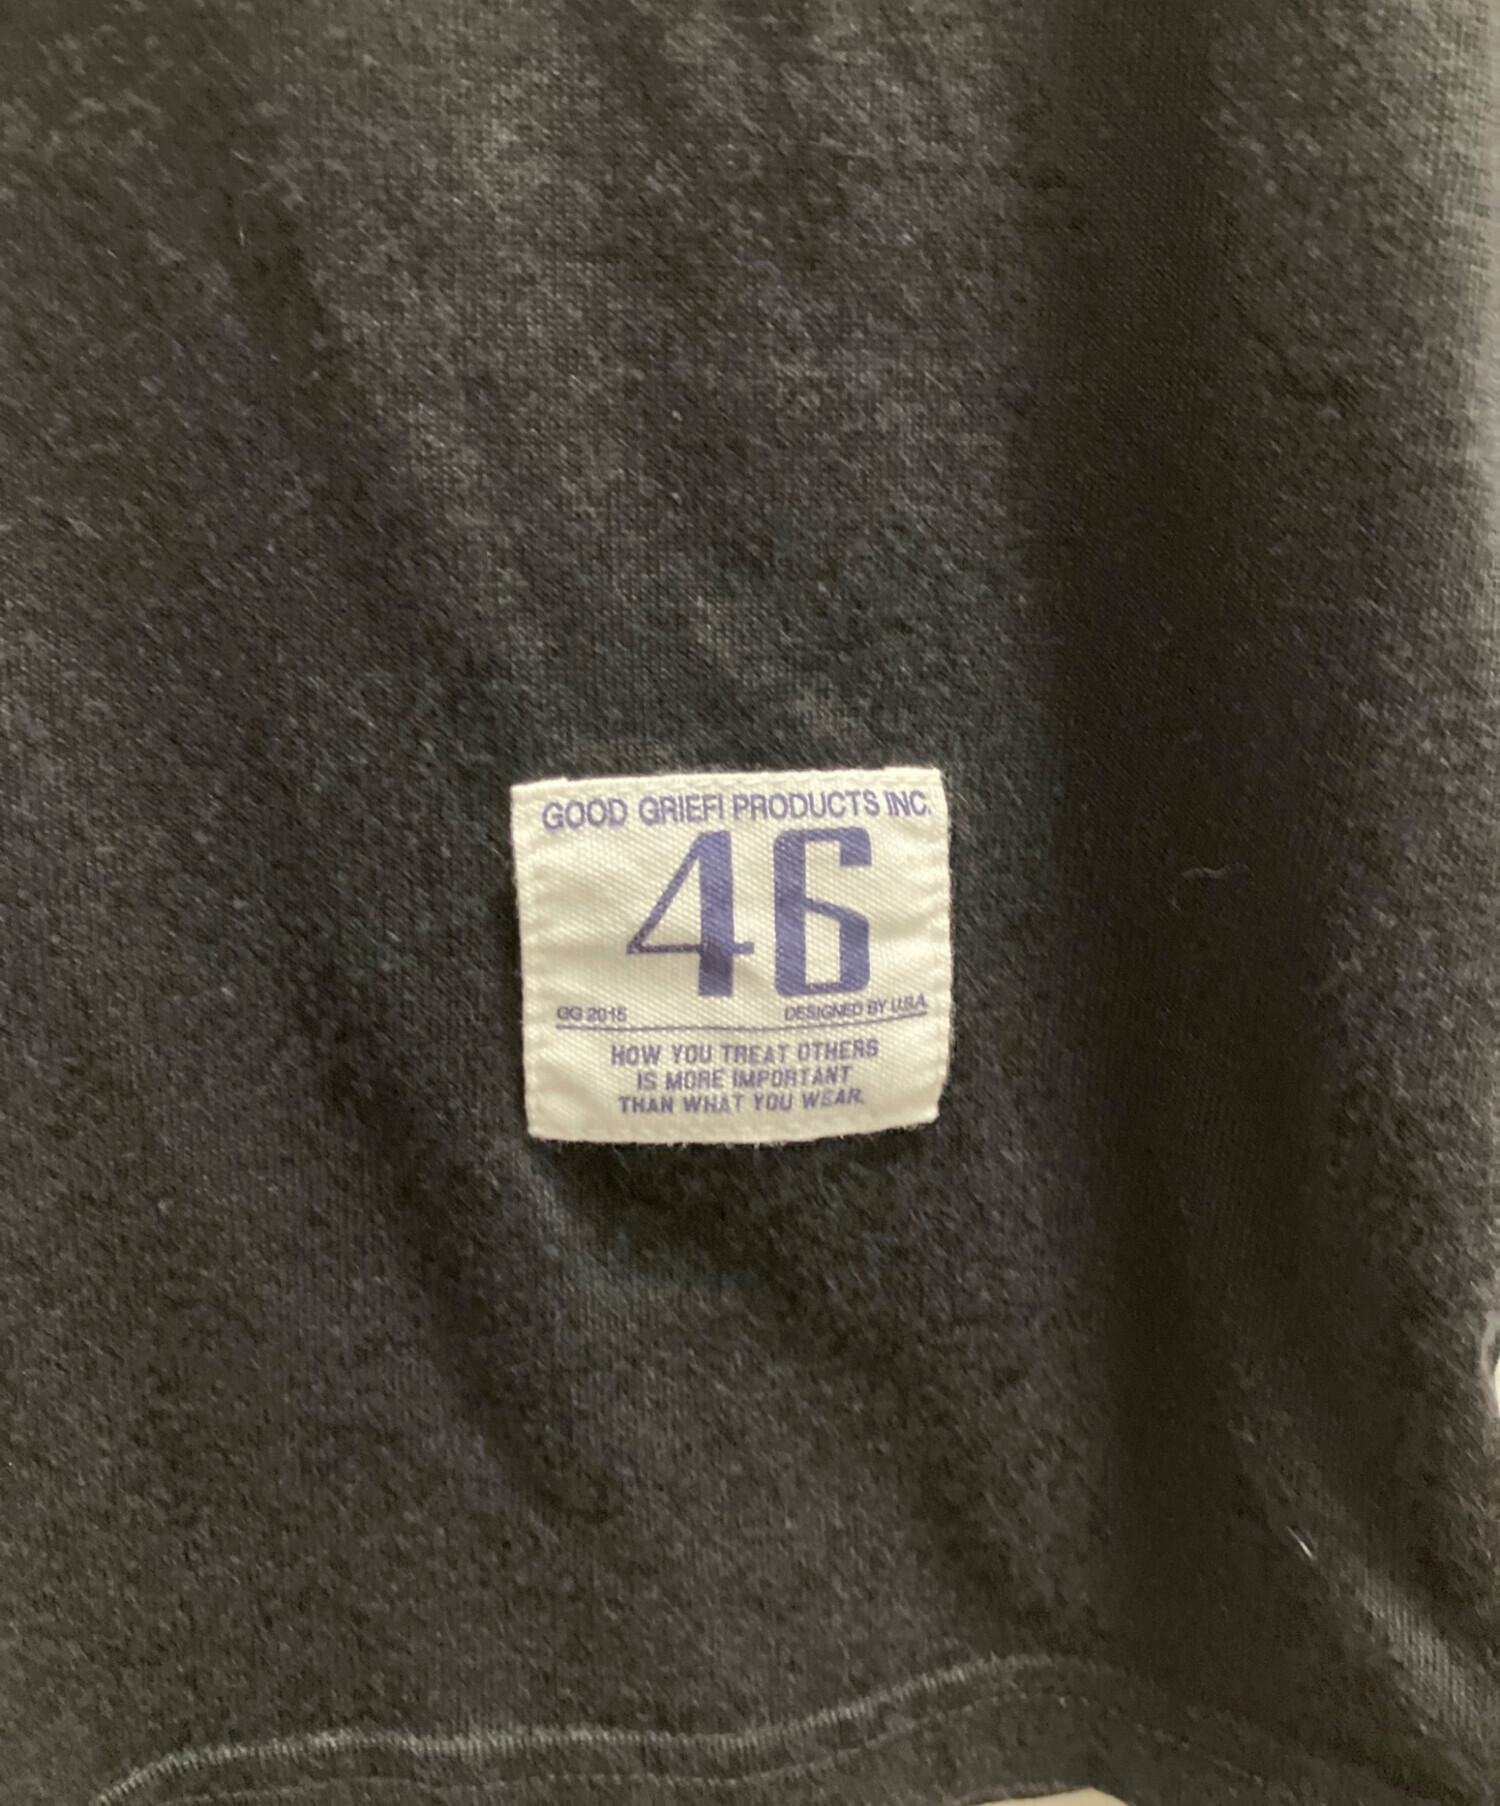 GOOD GRIEF! PRODUCTS INC.
46
GG 2015 DESIGNED BY U.S.A.
HOW YOU TREAT OTHERS
IS MORE IMPORTANT
THAN WHAT YOU WEAR.